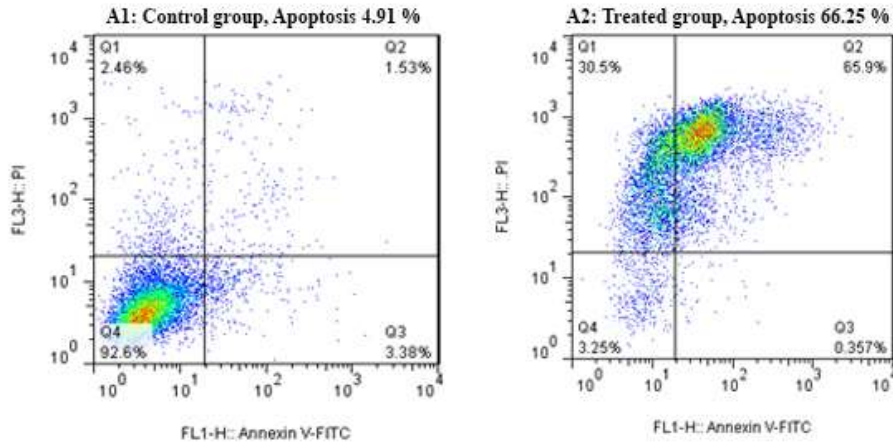 A1: Control group, Apoptosis 4.91 %
Q1
2.46%
Q2
1.53%
10^4
10^3
10^2
10^1
10^0
FL3-H:: PI
Q4
92.6%
Q3
3.38%
10^0 10^1 10^2 10^3 10^4
FL1-H:: Annexin V-FITC
A2: Treated group, Apoptosis 66.25 %
Q1
30.5%
Q2
65.9%
10^4
10^3
10^2
10^1
10^0
FL3-H:: PI
Q4
3.25%
Q3
0.357%
10^0 10^1 10^2 10^3 10^4
FL1-H:: Annexin V-FITC